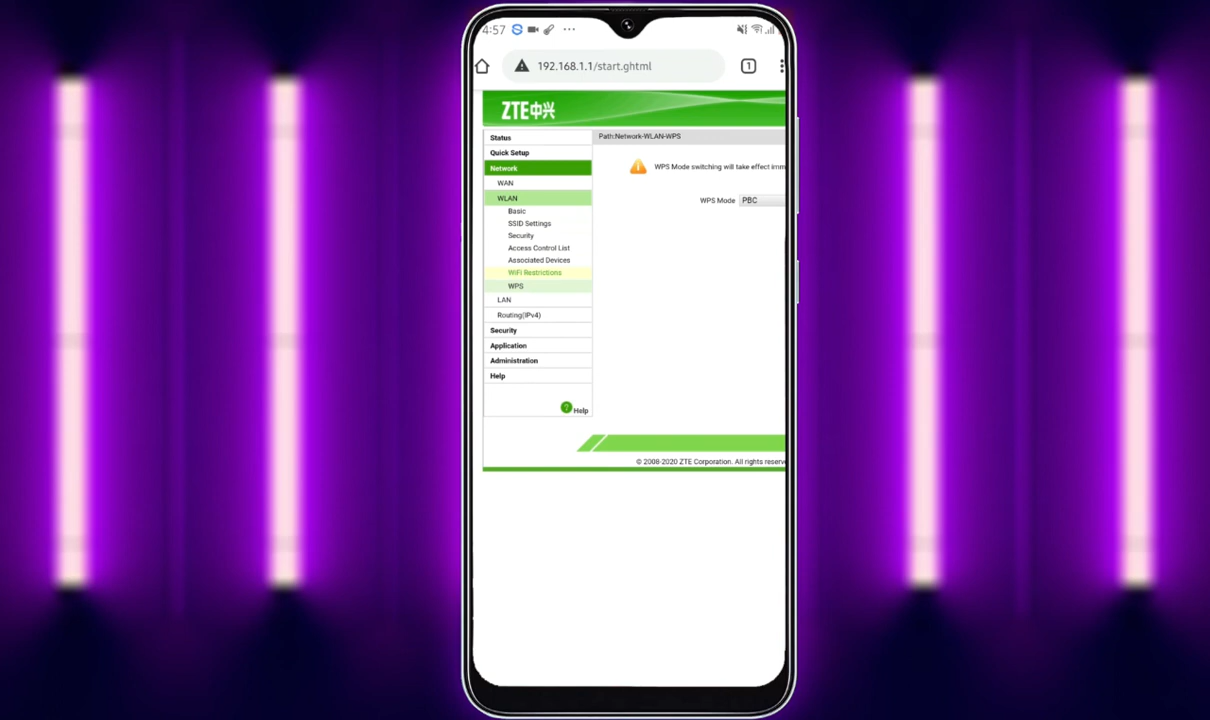 4:57
192.168.1.1/start.ghtml
1
ZTE中兴
Status
Path:Network-WLAN-WPS
Quick Setup
Network
WPS Mode switching will take effect imm
WAN
WLAN
WPS Mode PBC
Basic
SSID Settings
Security
Access Control List
Associated Devices
WiFi Restrictions
WPS
LAN
Routing(IPv4)
Security
Application
Administration
Help
? Help
© 2008-2020 ZTE Corporation. All rights reserve